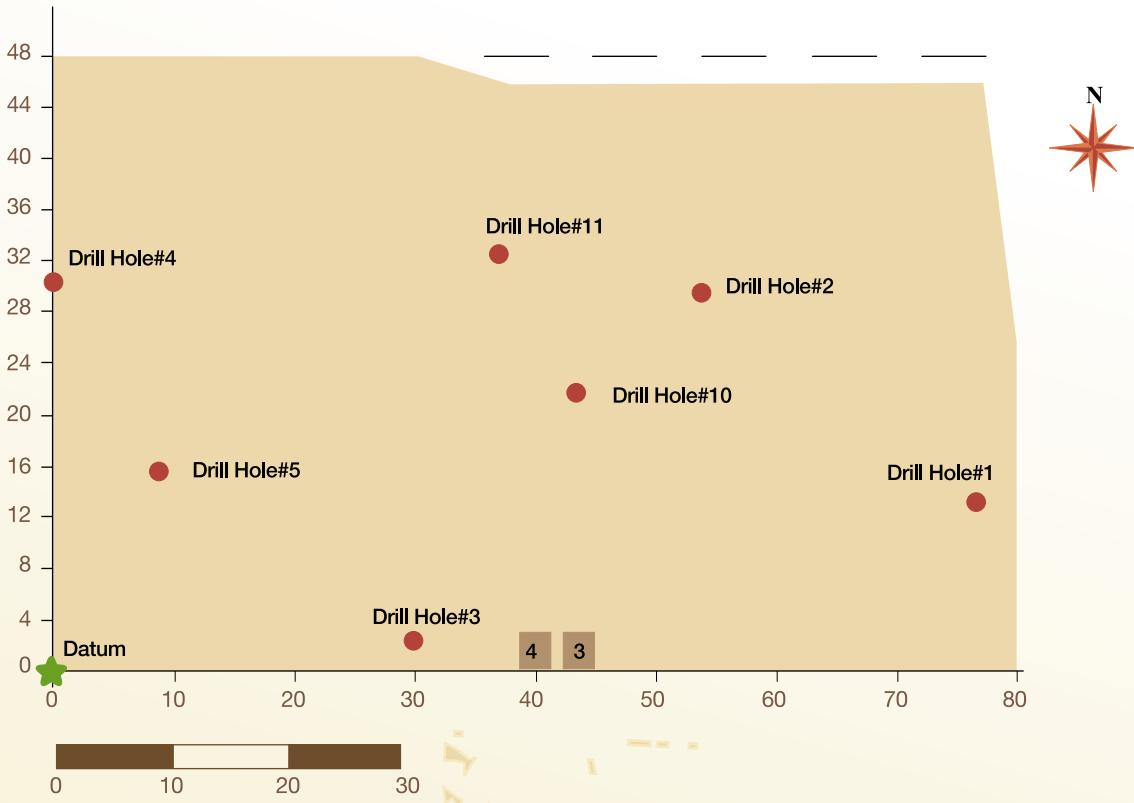 48
44
40
36
32
28
24
20
16
12
8
4
0
N
Drill Hole#11
Drill Hole#4
Drill Hole#2
Drill Hole#10
Drill Hole#5
Drill Hole#1
Drill Hole#3
Datum
4 3
0 10 20 30 40 50 60 70 80
0 10 20 30